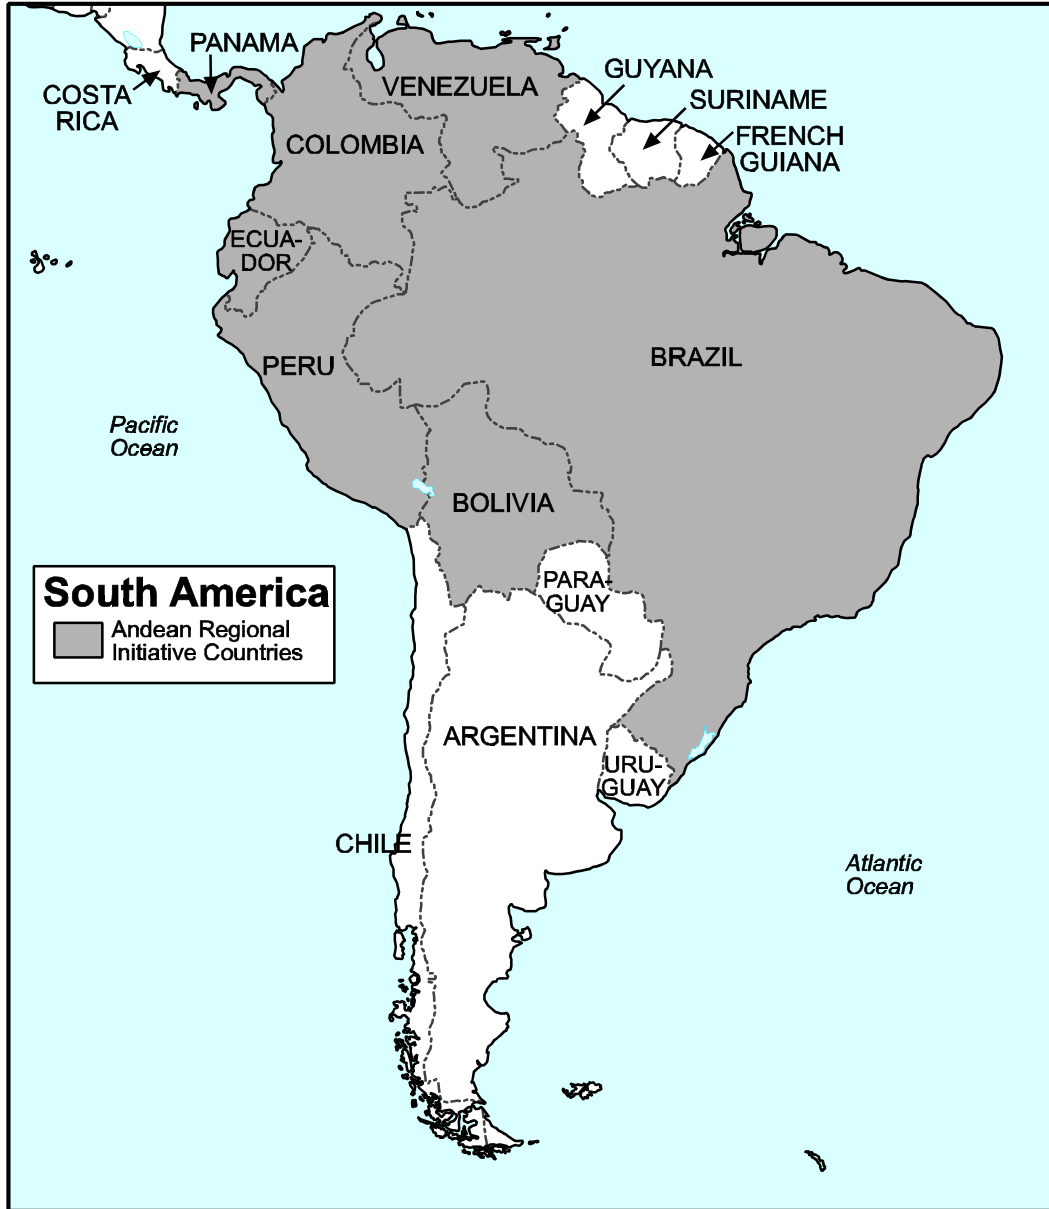 PANAMA
COSTA
RICA
VENEZUELA
GUYANA
SURINAME
FRENCH
GUIANA
COLOMBIA
ECUA-
DOR
PERU
BRAZIL
Pacific
Ocean
BOLIVIA
PARA-
GUAY
South America
Andean Regional
Initiative Countries
ARGENTINA
URU-
GUAY
CHILE
Atlantic
Ocean